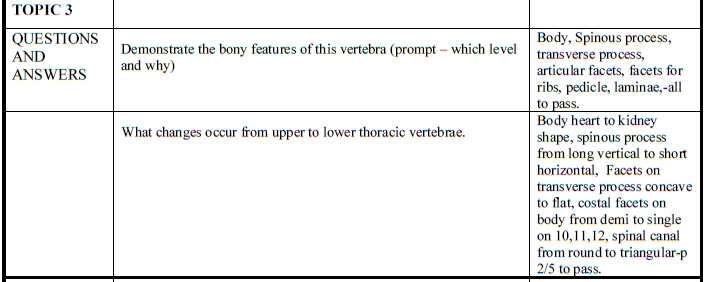 TOPIC 3
QUESTIONS
AND
ANSWERS
Demonstrate the bony features of this vertebra (prompt – which level
and why)
Body, Spinous process,
transverse process,
articular facets, facets for
ribs, pedicle, laminae,-all
to pass.
What changes occur from upper to lower thoracic vertebrae.
Body heart to kidney
shape, spinous process
from long vertical to short
horizontal, Facets on
transverse process concave
to flat, costal facets on
body from demi to single
on 10,11,12, spinal canal
from round to triangular-p
2/5 to pass.